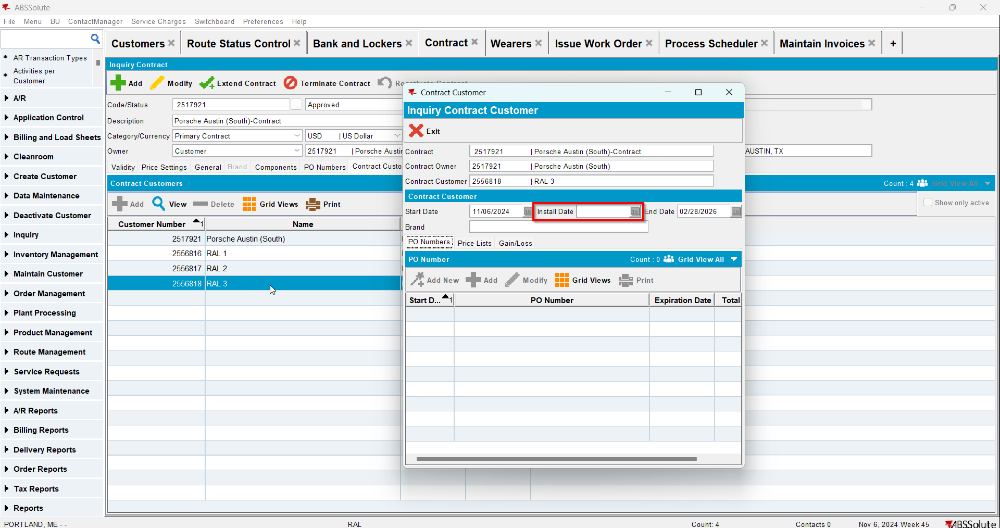 ABSSolute
File Menu BU ContactManager Service Charges Switchboard Preferences Help
Customers Route Status Control Bank and Lockers Contract Wearers Issue Work Order Process Scheduler Maintain Invoices +
AR Transaction Types
Activities per
Customer
A/R
Application Control
Billing and Load Sheets
Cleanroom
Create Customer
Data Maintenance
Deactivate Customer
Inquiry
Inventory Management
Maintain Customer
Order Management
Plant Processing
Product Management
Route Management
Service Requests
System Maintenance
A/R Reports
Billing Reports
Delivery Reports
Order Reports
Tax Reports
Reports
Inquiry Contract
Add Modify Extend Contract Terminate Contract
Code/Status 2517921 ... Approved ...
Description Porsche Austin (South)-Contract
Category/Currency Primary Contract USD | US Dollar
Owner Customer 2517921 | Porsche Austin AUSTIN, TX
Validity Price Settings General Brand Components PO Numbers Contract Custo
Contract Customers Count : 4 Grid View All
Add View Delete Grid Views Print Show only active
Customer Number 1 Name
2517921 Porsche Austin (South)
2556816 RAL 1
2556817 RAL 2
2556818 RAL 3
Contract Customer
Inquiry Contract Customer
Exit
Contract 2517921 | Porsche Austin (South)-Contract
Contract Owner 2517921 | Porsche Austin (South)
Contract Customer 2556818 | RAL 3
Contract Customer
Start Date 11/06/2024 15 Install Date 15 End Date 02/28/2026 15
Brand
PO Numbers Price Lists Gain/Loss
PO Number Count : 0 Grid View All
Add New Add Modify Grid Views Print
Start D... 1 PO Number Expiration Date Total
PORTLAND, ME - - RAL Count: 4 Contacts 0 Nov 6, 2024 Week 45 ABSSolute